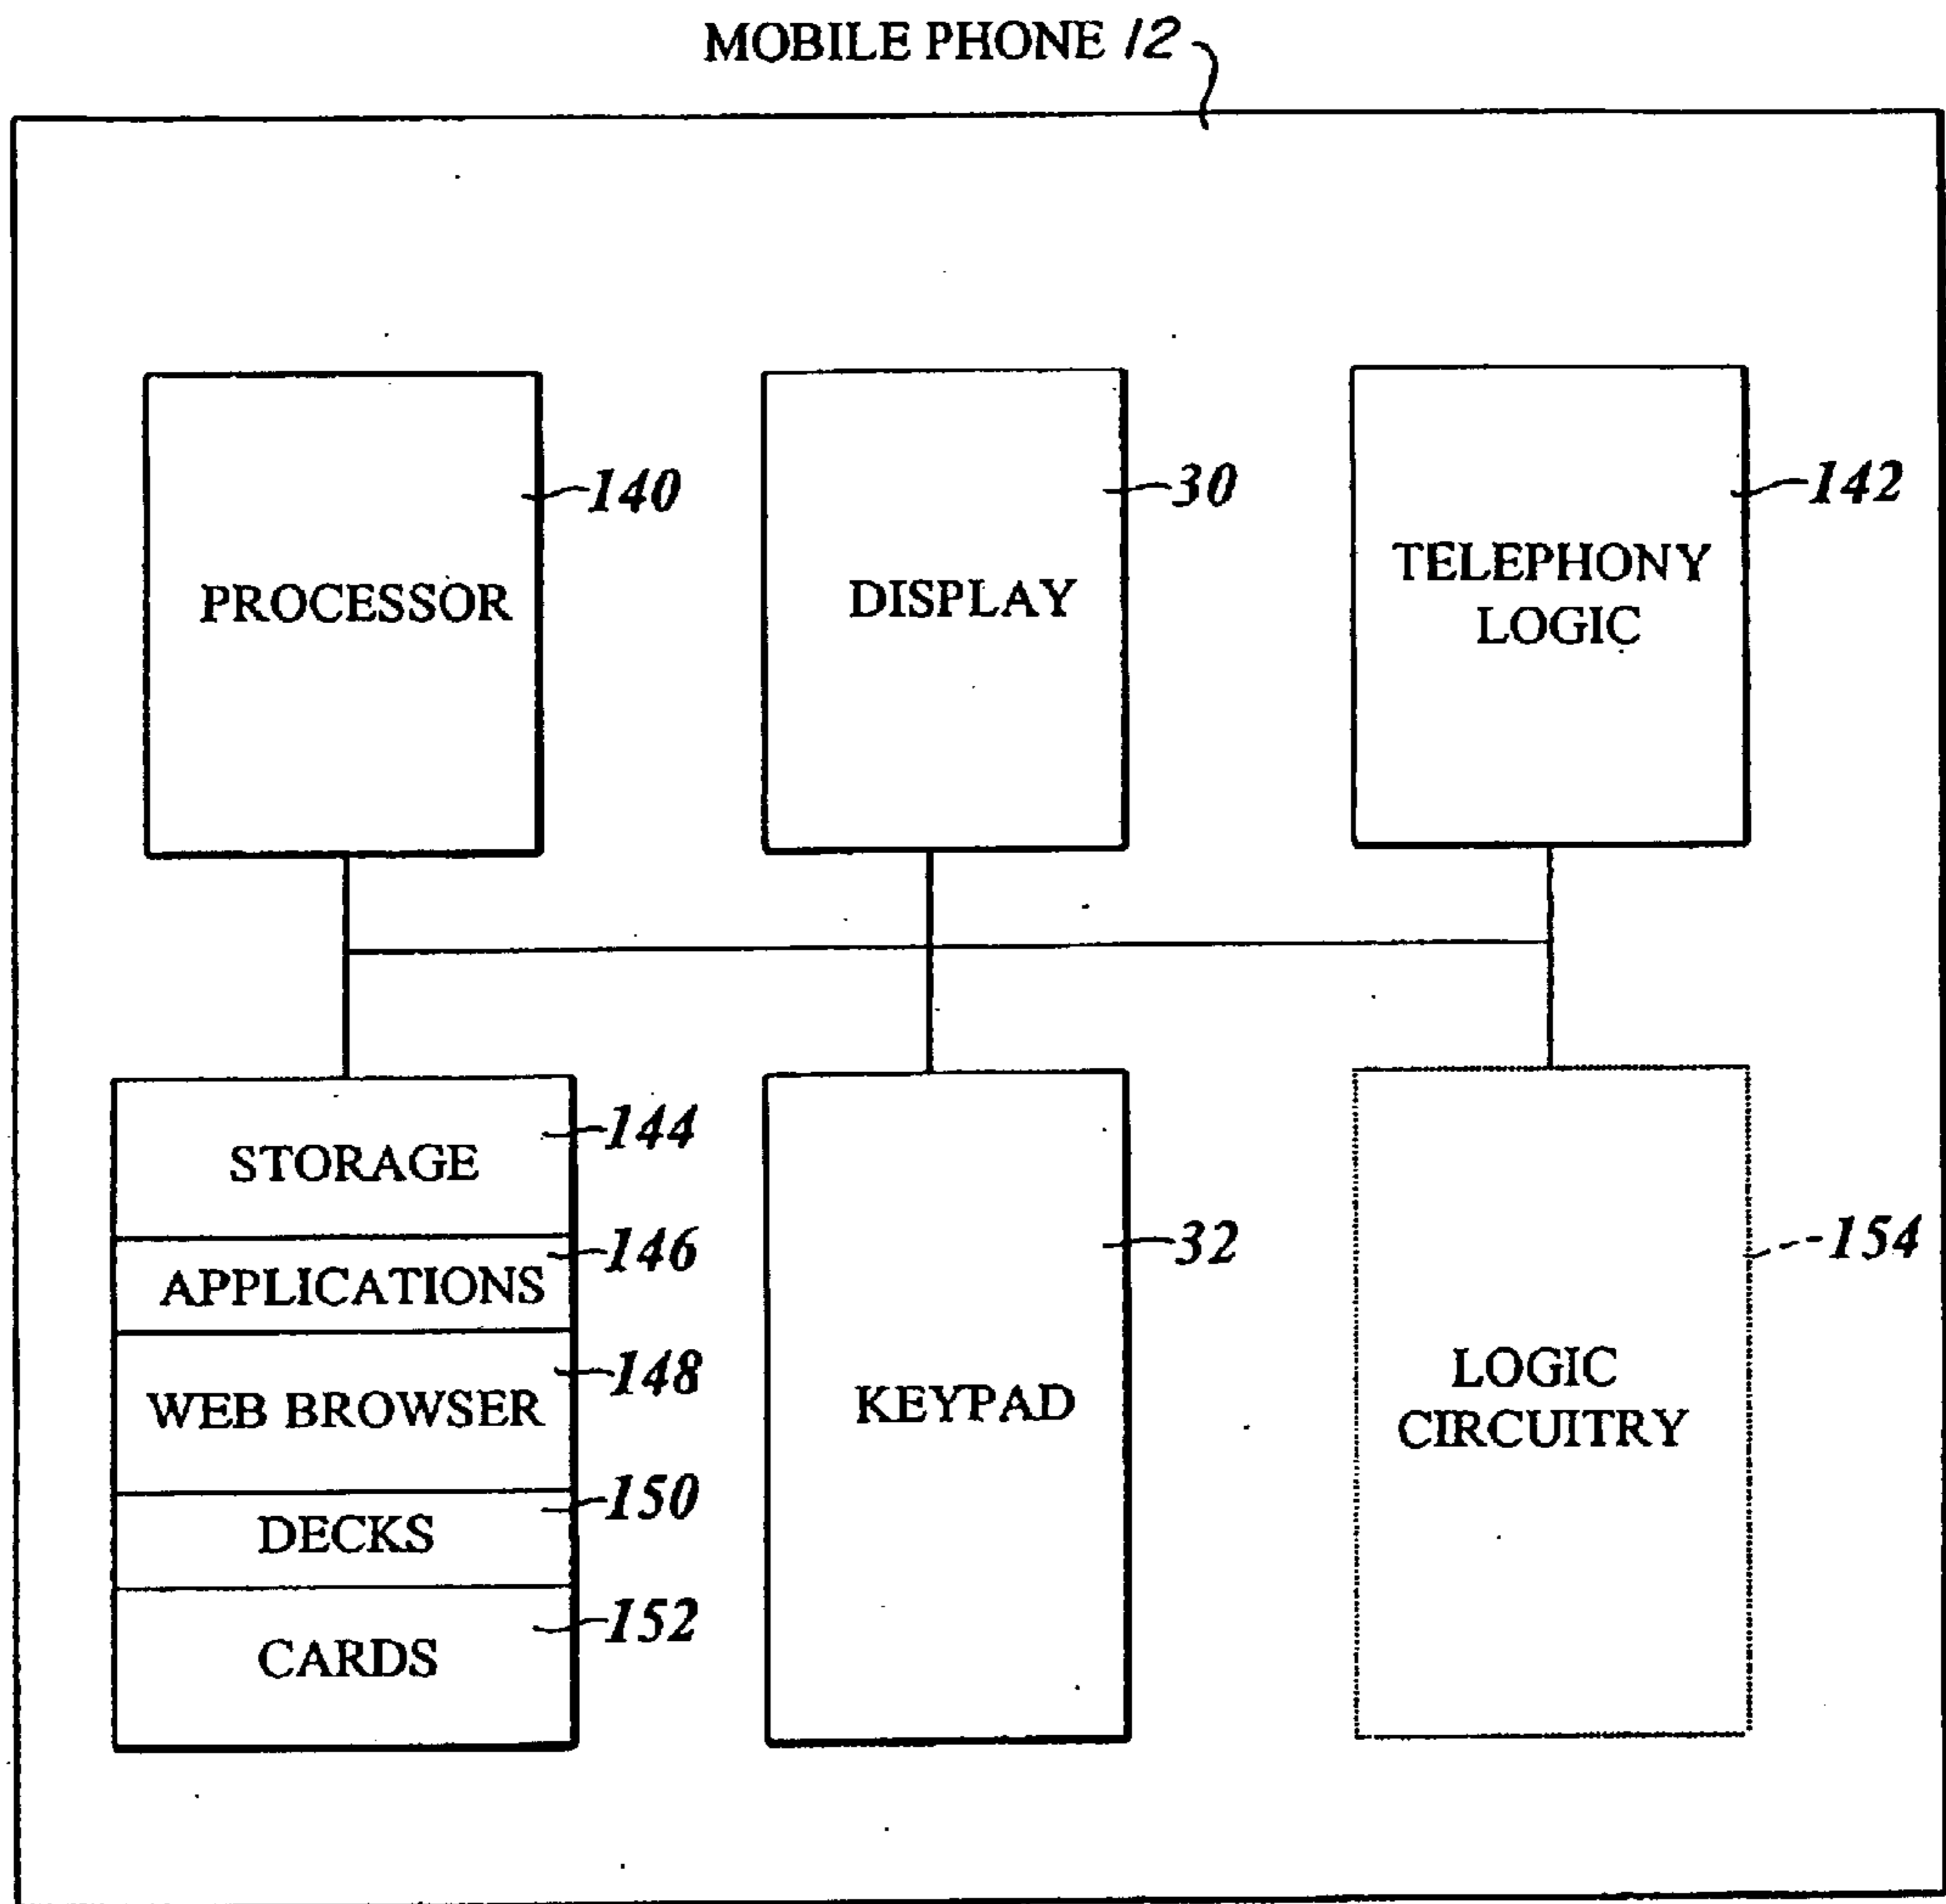 MOBILE PHONE 12
PROCESSOR
140
DISPLAY
30
TELEPHONY
LOGIC
142
STORAGE
144
APPLICATIONS
146
WEB BROWSER
148
DECKS
150
CARDS
152
KEYPAD
32
LOGIC
CIRCUITRY
154